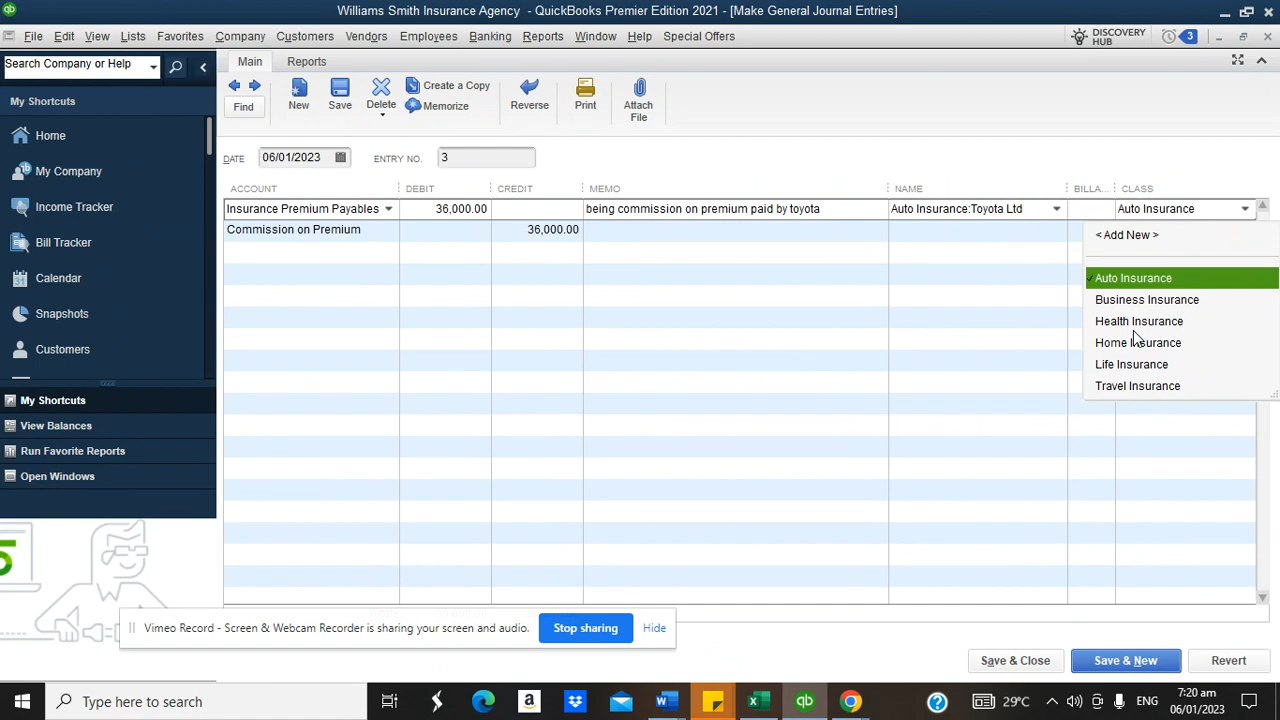 Williams Smith Insurance Agency - QuickBooks Premier Edition 2021 - [Make General Journal Entries]
File Edit View Lists Favorites Company Customers Vendors Employees Banking Reports Window Help Special Offers
DISCOVERY HUB
3
Search Company or Help
My Shortcuts
Home
My Company
Income Tracker
Bill Tracker
Calendar
Snapshots
Customers
My Shortcuts
View Balances
Run Favorite Reports
Open Windows
Main Reports
Find
New
Save
Delete
Create a Copy
Memorize
Reverse
Print
Attach File
DATE 06/01/2023 ENTRY NO. 3
ACCOUNT DEBIT CREDIT MEMO NAME BILLA... CLASS
Insurance Premium Payables 36,000.00 being commission on premium paid by toyota Auto Insurance:Toyota Ltd Auto Insurance
Commission on Premium 36,000.00
< Add New >
Auto Insurance
Business Insurance
Health Insurance
Home Insurance
Life Insurance
Travel Insurance
Vimeo Record - Screen & Webcam Recorder is sharing your screen and audio. Stop sharing Hide
Save & Close Save & New Revert
Type here to search
29°C
ENG
7:20 am
06/01/2023